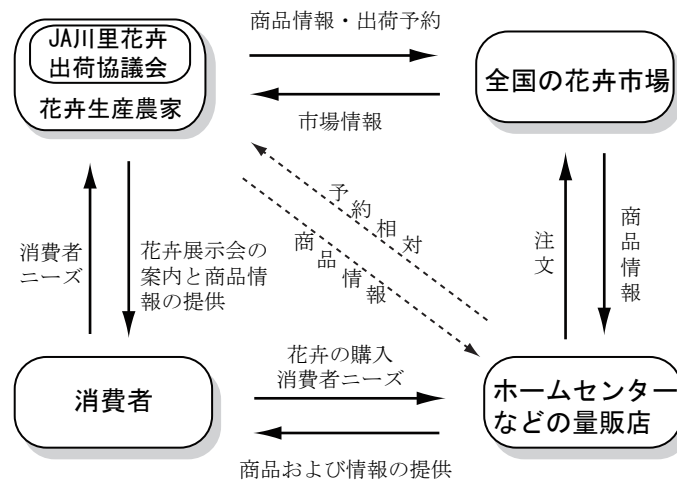 JA川里花卉
出荷協議会
花卉生産農家
商品情報・出荷予約
市場情報
全国の花卉市場
消費者
ニーズ
花卉展示会の
案内と商品情
報の提供
予約相対
商品情報
注文
商品情報
消費者
花卉の購入
消費者ニーズ
商品および情報の提供
ホームセンター
などの量販店